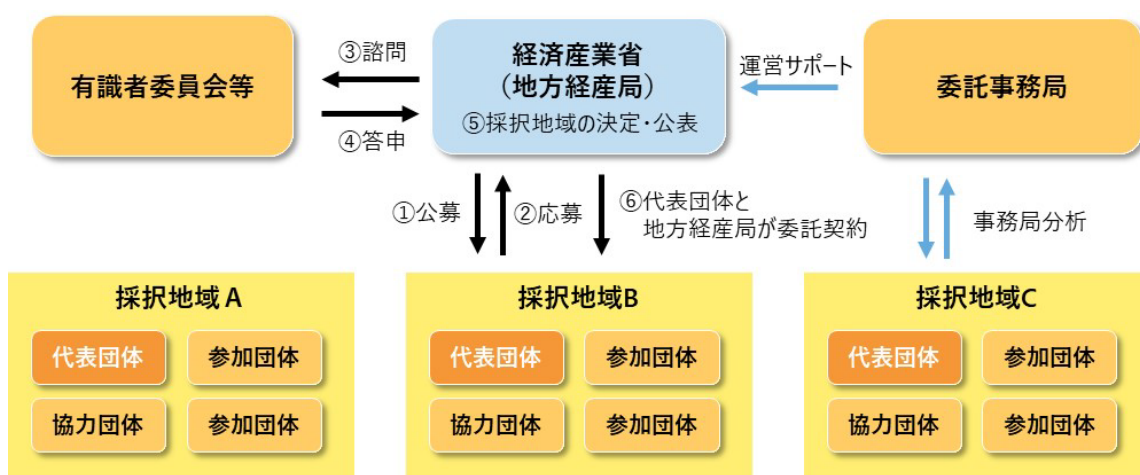 有識者委員会等
③諮問
④答申
経済産業省
（地方経産局）
⑤採択地域の決定・公表
運営サポート
委託事務局
①公募
②応募
⑥代表団体と
地方経産局が委託契約
事務局分析
採択地域 A
代表団体
参加団体
協力団体
参加団体
採択地域B
代表団体
参加団体
協力団体
参加団体
採択地域C
代表団体
参加団体
協力団体
参加団体